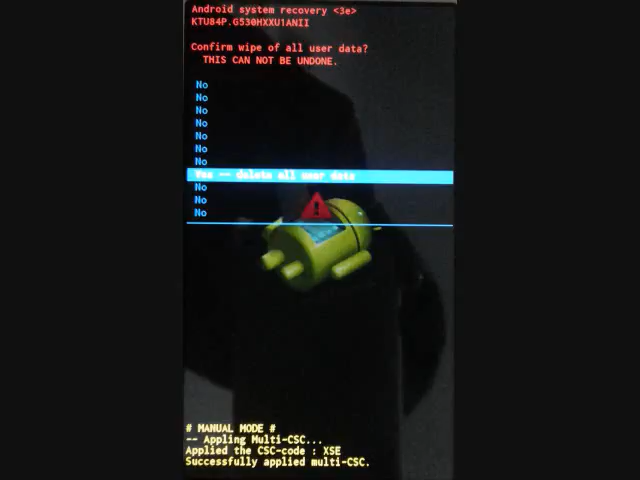 Android system recovery <3e>
KTU84P.G530HXXU1ANII
Confirm wipe of all user data?
THIS CAN NOT BE UNDONE.
No
No
No
No
No
No
No
Yes -- delete all user data
No
No
No
# MANUAL MODE #
-- Appling Multi-CSC...
Applied the CSC-code : XSE
Successfully applied multi-CSC.